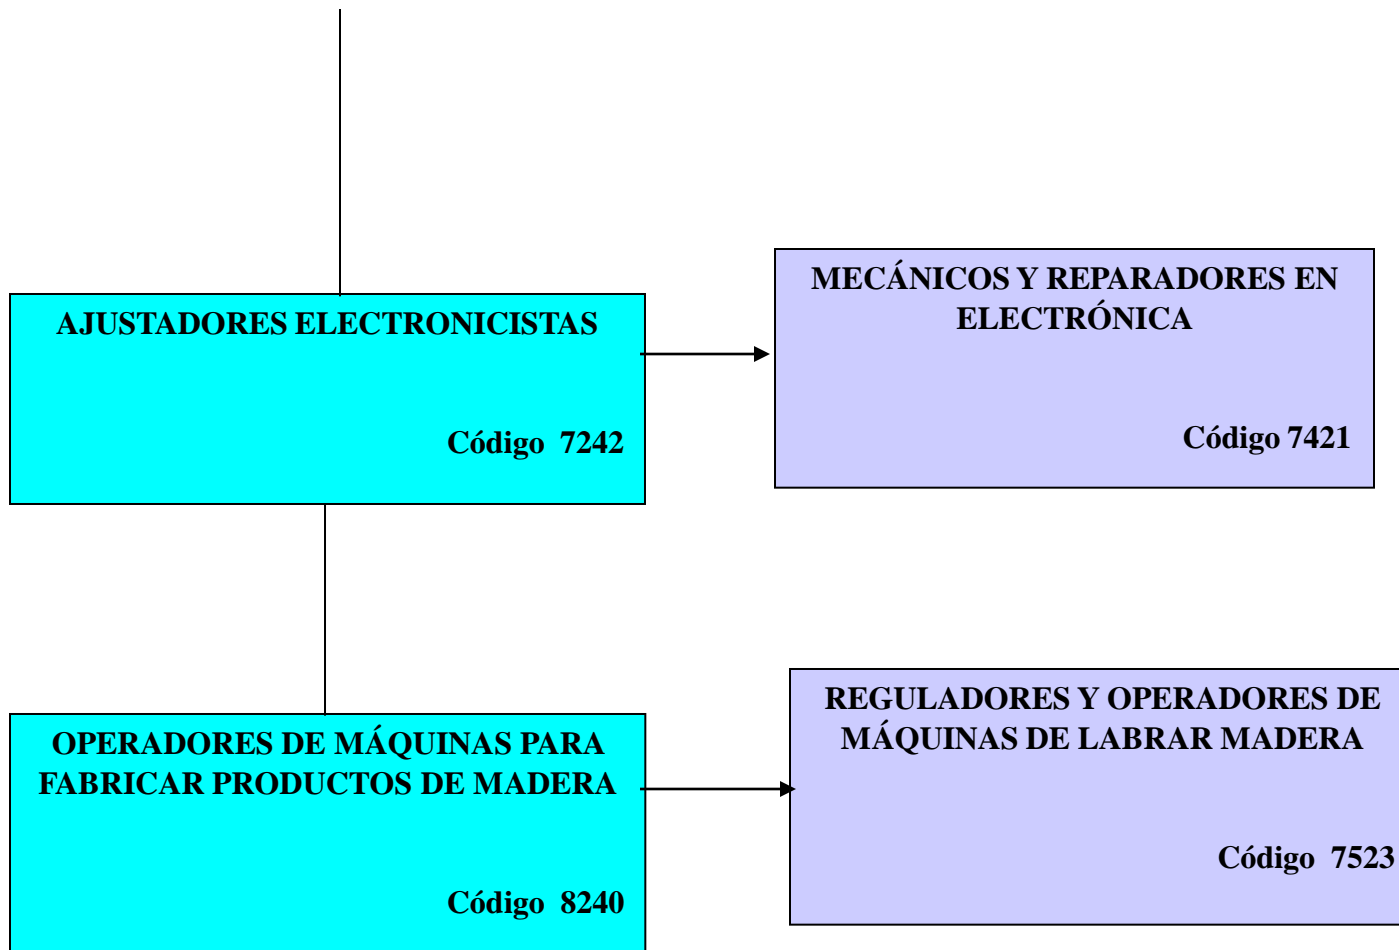 AJUSTADORES ELECTRONICISTAS
Código 7242
MECÁNICOS Y REPARADORES EN
ELECTRÓNICA
Código 7421
OPERADORES DE MÁQUINAS PARA
FABRICAR PRODUCTOS DE MADERA
Código 8240
REGULADORES Y OPERADORES DE
MÁQUINAS DE LABRAR MADERA
Código 7523